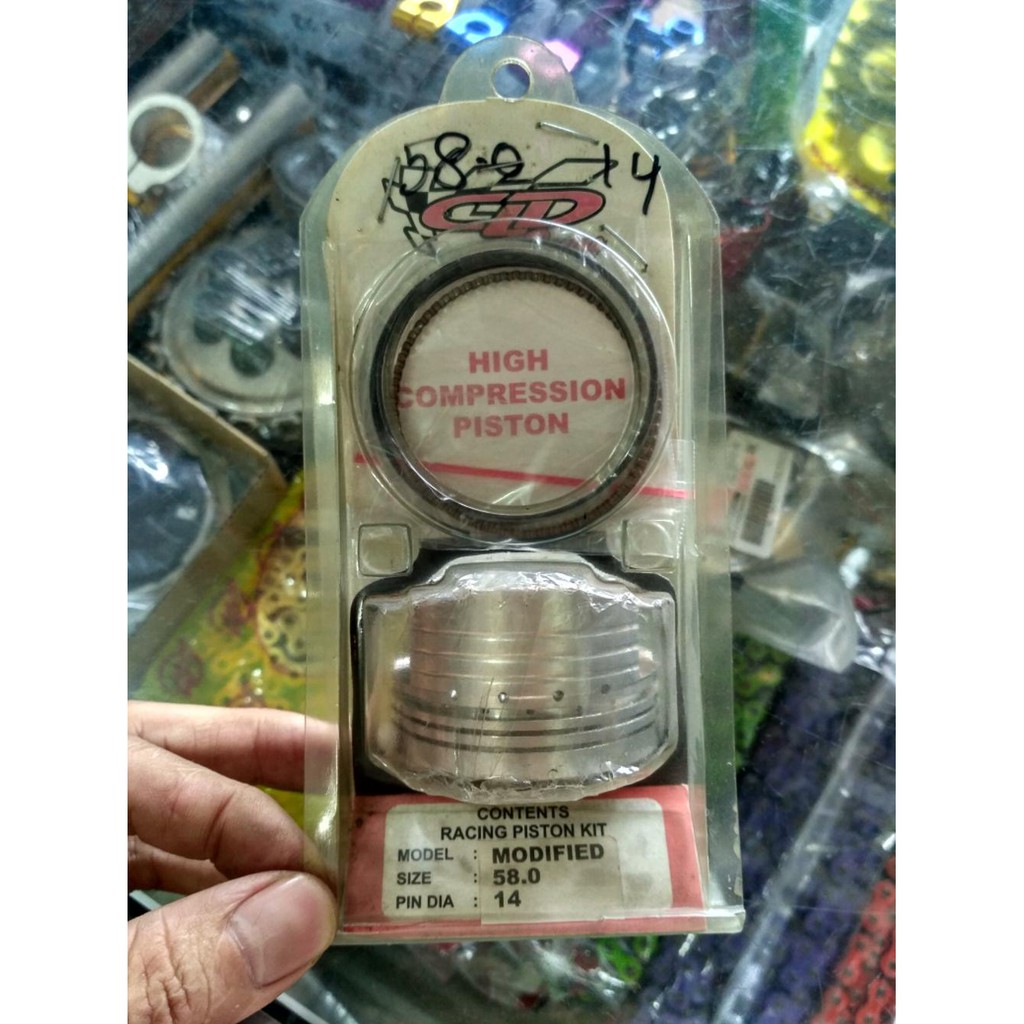 58.0 14
CLD
HIGH
COMPRESSION
PISTON
CONTENTS
RACING PISTON KIT
MODEL : MODIFIED
SIZE : 58.0
PIN DIA : 14